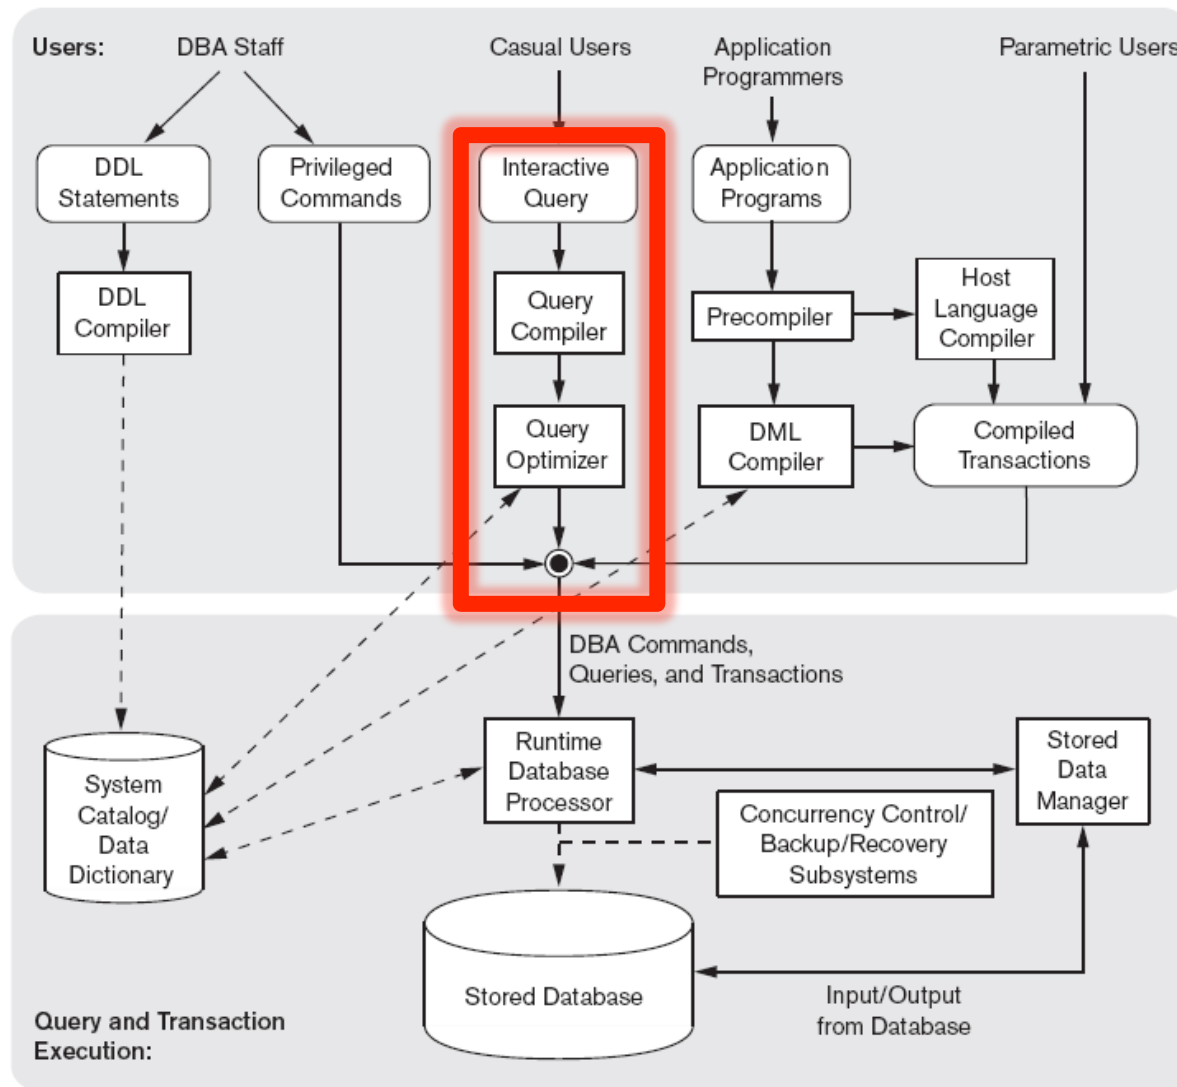 Users:
DBA Staff
Casual Users
Application
Programmers
Parametric Users
DDL
Statements
Privileged
Commands
Interactive
Query
Application
Programs
DDL
Compiler
Query
Compiler
Precompiler
Host
Language
Compiler
Query
Optimizer
DML
Compiler
Compiled
Transactions
DBA Commands,
Queries, and Transactions
System
Catalog/
Data
Dictionary
Runtime
Database
Processor
Stored
Data
Manager
Concurrency Control/
Backup/Recovery
Subsystems
Stored Database
Input/Output
from Database
Query and Transaction
Execution: